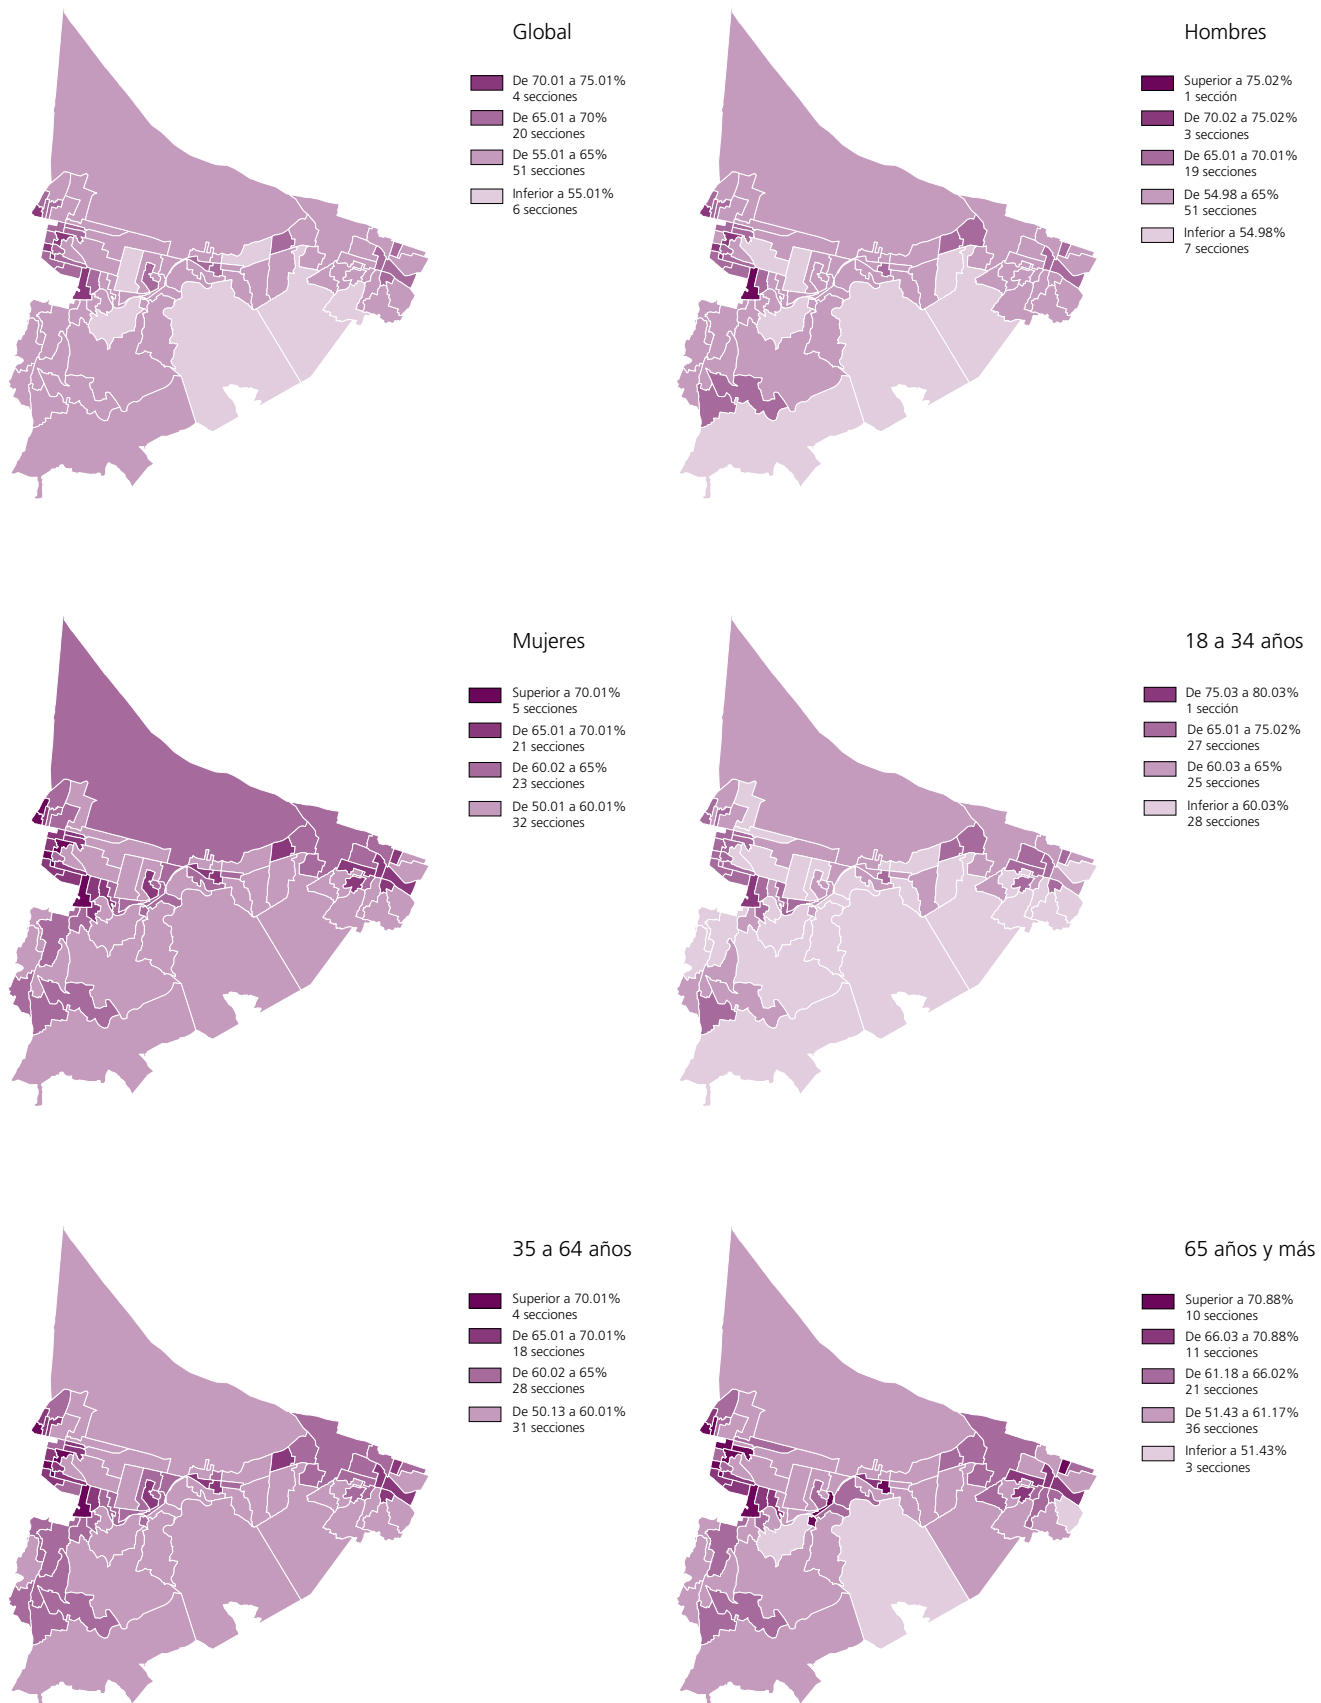 Global
De 70.01 a 75.01%
4 secciones
De 65.01 a 70%
20 secciones
De 55.01 a 65%
51 secciones
Inferior a 55.01%
6 secciones
Hombres
Superior a 75.02%
1 sección
De 70.02 a 75.02%
3 secciones
De 65.01 a 70.01%
19 secciones
De 54.98 a 65%
51 secciones
Inferior a 54.98%
7 secciones
Mujeres
Superior a 70.01%
5 secciones
De 65.01 a 70.01%
21 secciones
De 60.02 a 65%
23 secciones
De 50.01 a 60.01%
32 secciones
18 a 34 años
De 75.03 a 80.03%
1 sección
De 65.01 a 75.02%
27 secciones
De 60.03 a 65%
25 secciones
Inferior a 60.03%
28 secciones
35 a 64 años
Superior a 70.01%
4 secciones
De 65.01 a 70.01%
18 secciones
De 60.02 a 65%
28 secciones
De 50.13 a 60.01%
31 secciones
65 años y más
Superior a 70.88%
10 secciones
De 66.03 a 70.88%
11 secciones
De 61.18 a 66.02%
21 secciones
De 51.43 a 61.17%
36 secciones
Inferior a 51.43%
3 secciones